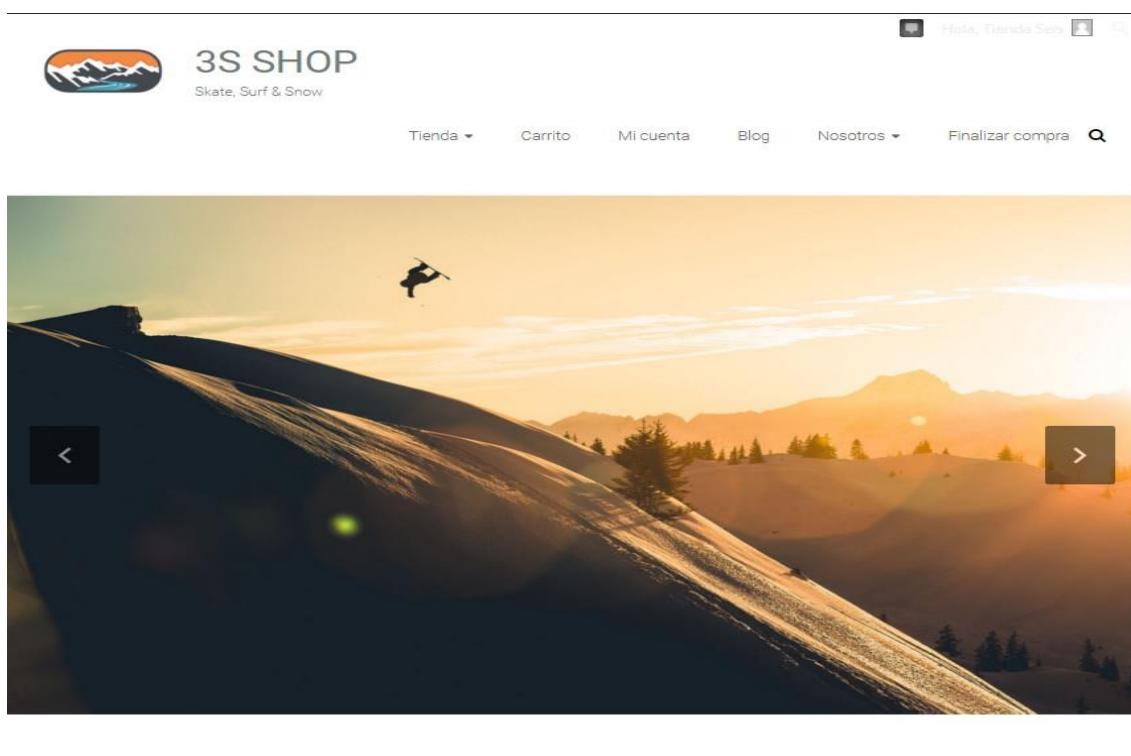 Hola, Tienda Seis
3S SHOP
Skate, Surf & Snow
Tienda Carrito Mi cuenta Blog Nosotros Finalizar compra